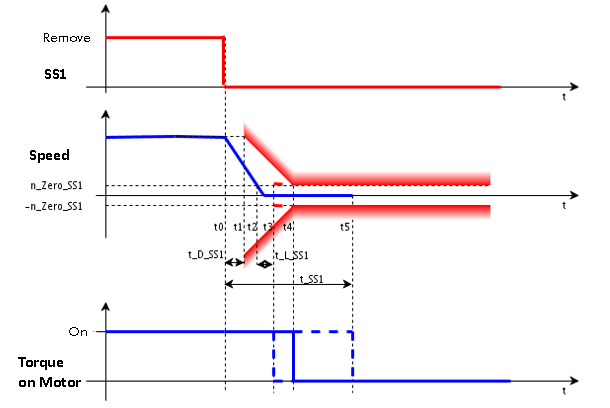 Remove
SS1
t
Speed
n_Zero_SS1
-n_Zero_SS1
t
t0 t1 t2 t3 t4 t5
t_D_SS1
t_L_SS1
t_SS1
On
Torque
on Motor
t